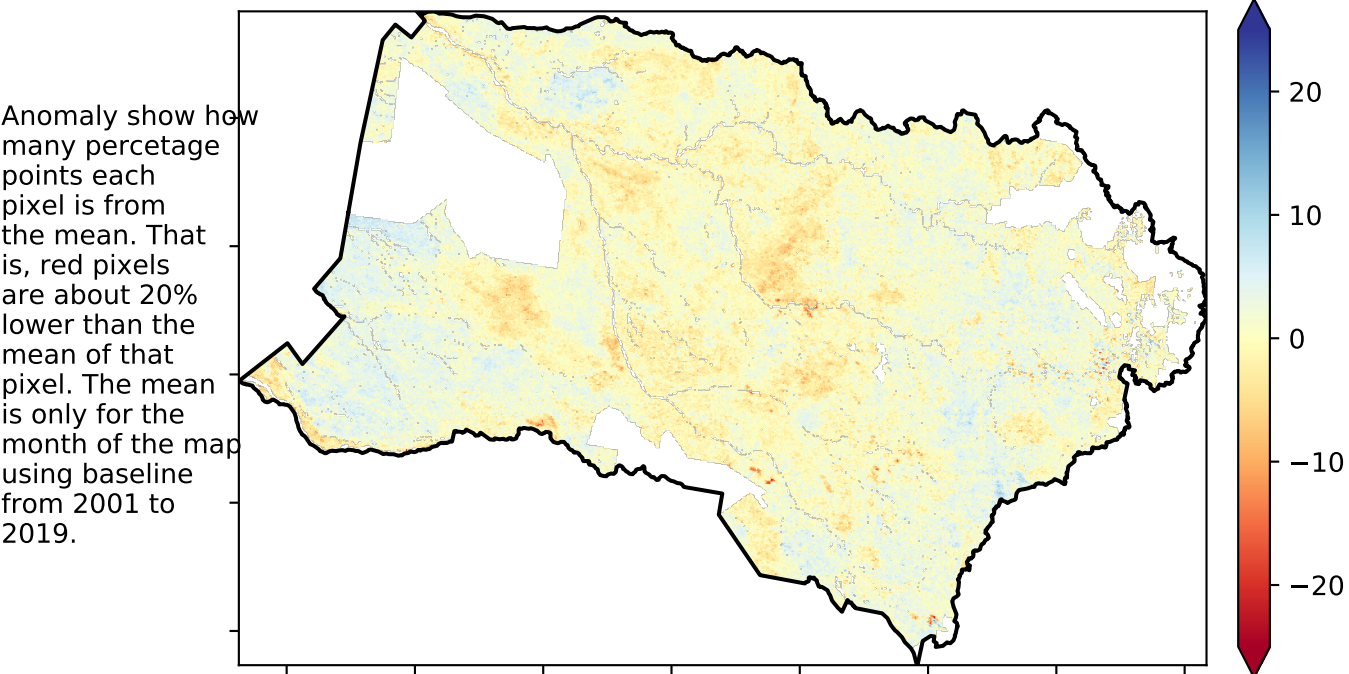 Anomaly show how
many percetage
points each
pixel is from
the mean. That
is, red pixels
are about 20%
lower than the
mean of that
pixel. The mean
is only for the
month of the map
using baseline
from 2001 to
2019.
20
10
0
−10
−20